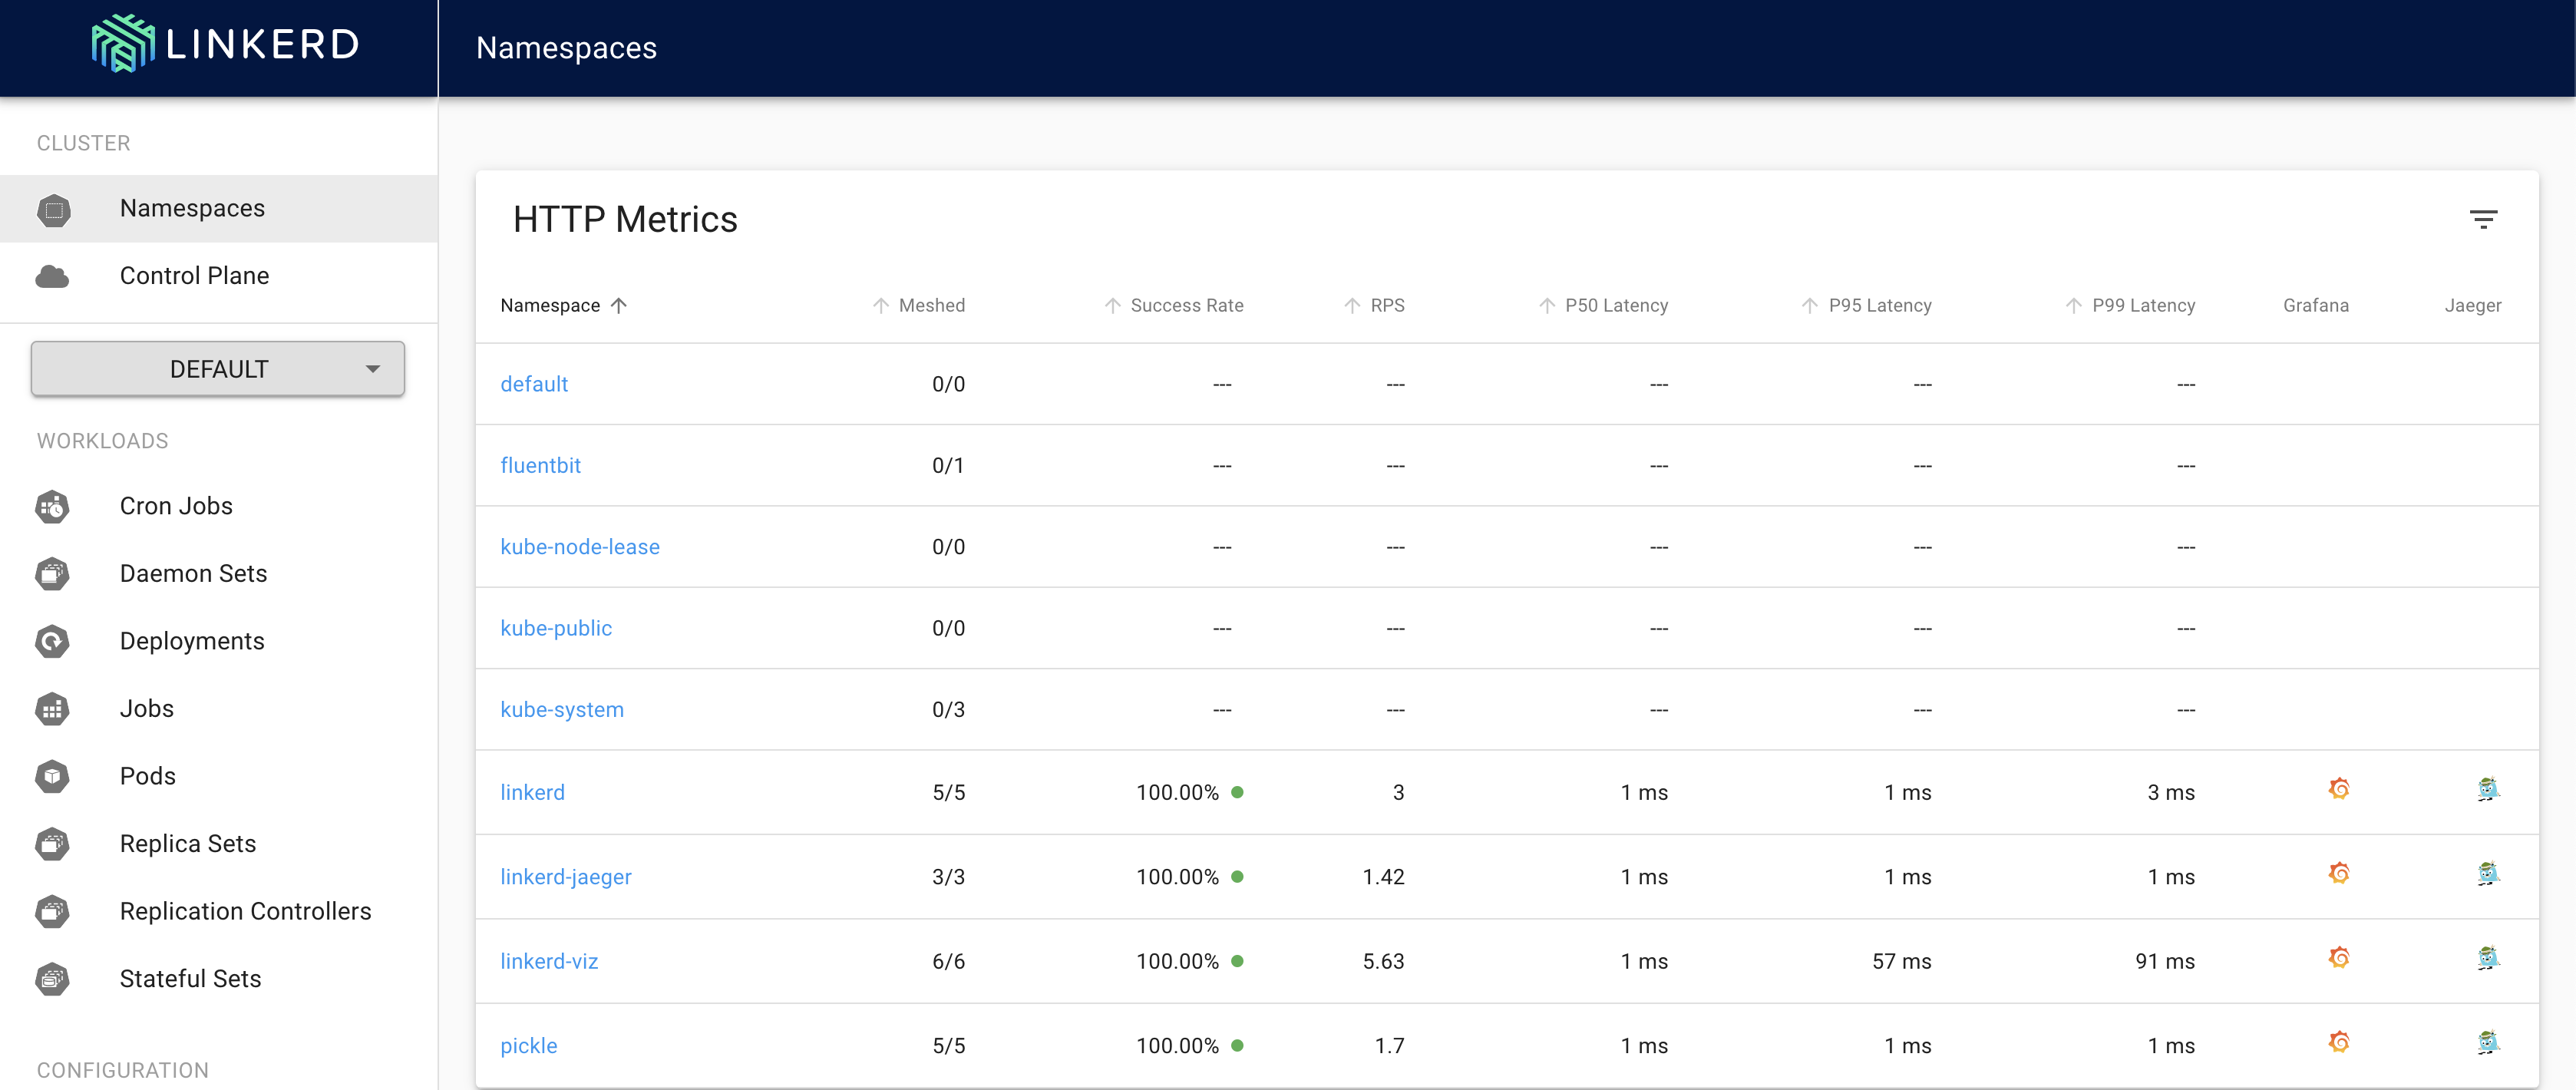 LINKERD
Namespaces
CLUSTER
Namespaces
Control Plane
DEFAULT
WORKLOADS
Cron Jobs
Daemon Sets
Deployments
Jobs
Pods
Replica Sets
Replication Controllers
Stateful Sets
CONFIGURATION
HTTP Metrics
Namespace Meshed Success Rate RPS P50 Latency P95 Latency P99 Latency Grafana Jaeger
default 0/0 --- --- --- --- ---
fluentbit 0/1 --- --- --- --- ---
kube-node-lease 0/0 --- --- --- --- ---
kube-public 0/0 --- --- --- --- ---
kube-system 0/3 --- --- --- --- ---
linkerd 5/5 100.00% 3 1 ms 1 ms 3 ms
linkerd-jaeger 3/3 100.00% 1.42 1 ms 1 ms 1 ms
linkerd-viz 6/6 100.00% 5.63 1 ms 57 ms 91 ms
pickle 5/5 100.00% 1.7 1 ms 1 ms 1 ms